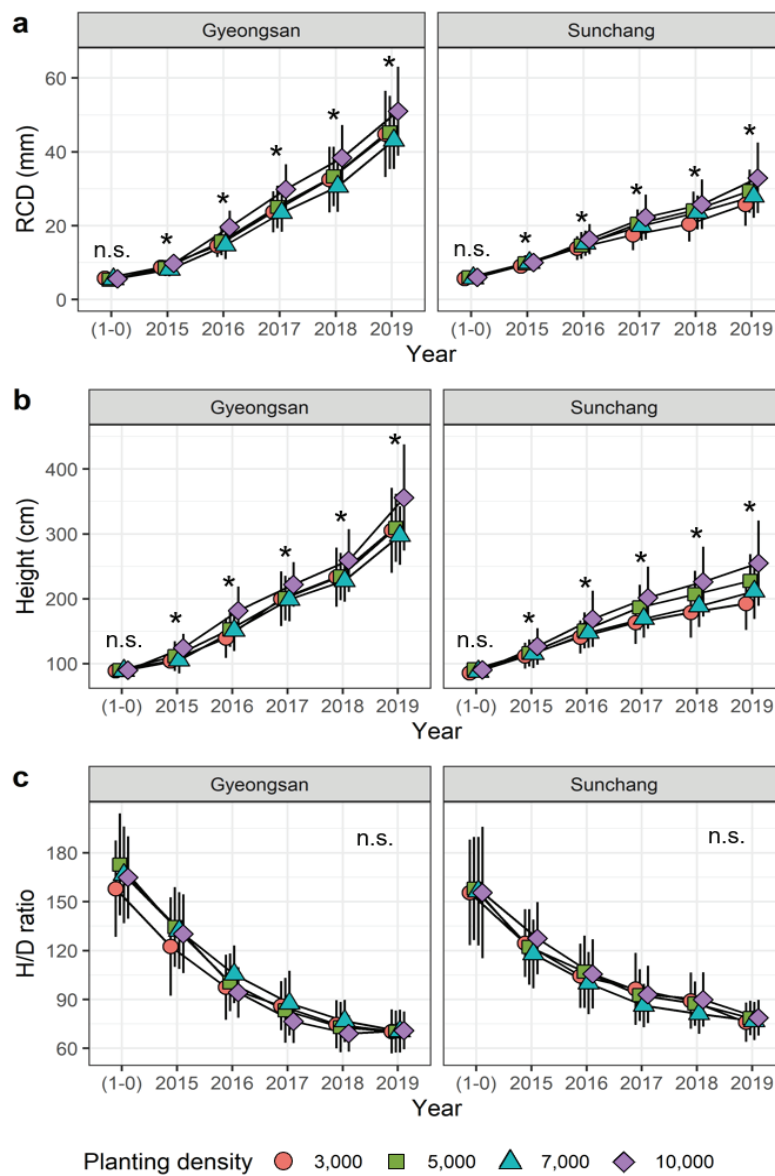 a
Gyeongsan Sunchang
RCD (mm)
60
40
20
0
n.s. * * * * *
n.s. * * * * *
(1-0) 2015 2016 2017 2018 2019 (1-0) 2015 2016 2017 2018 2019
Year
b
Gyeongsan Sunchang
Height (cm)
400
300
200
100
n.s. * * * * *
n.s. * * * * *
(1-0) 2015 2016 2017 2018 2019 (1-0) 2015 2016 2017 2018 2019
Year
c
Gyeongsan Sunchang
H/D ratio
180
150
120
90
60
n.s. n.s.
(1-0) 2015 2016 2017 2018 2019 (1-0) 2015 2016 2017 2018 2019
Year
Planting density 3,000 5,000 7,000 10,000